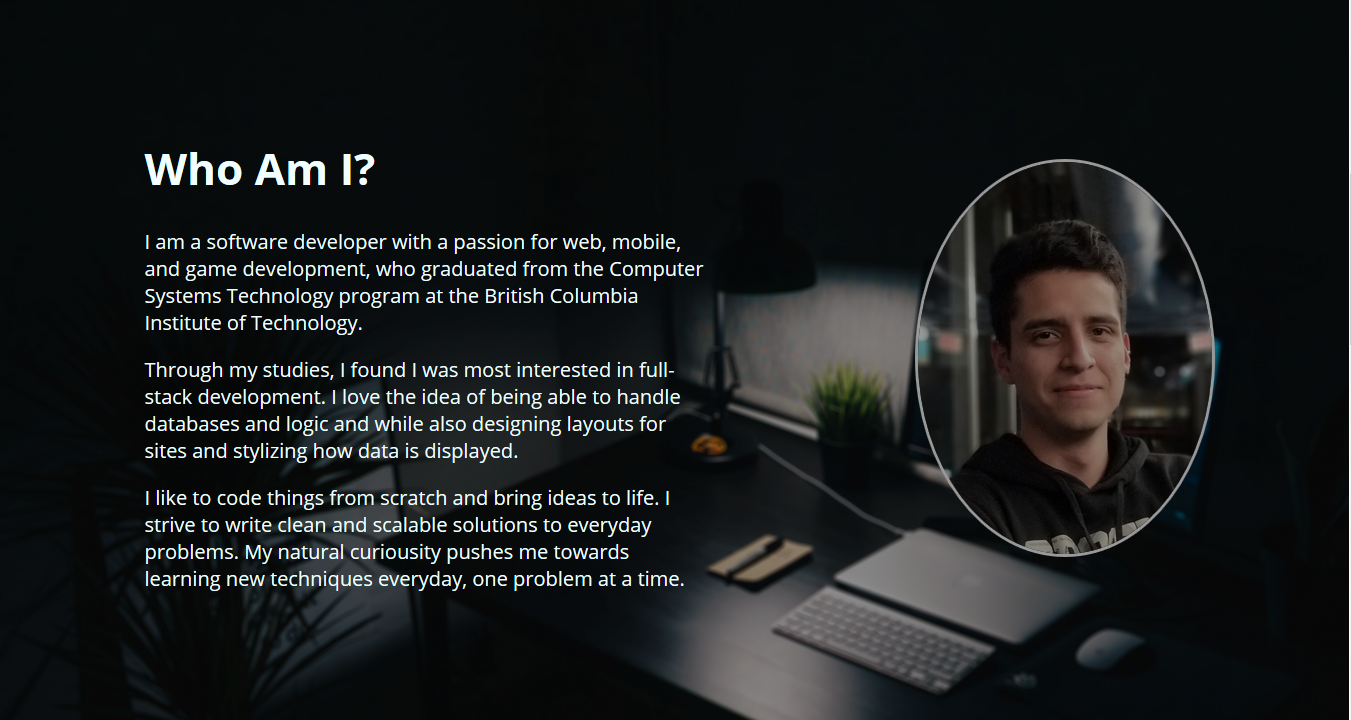 Who Am I?
I am a software developer with a passion for web, mobile,
and game development, who graduated from the Computer
Systems Technology program at the British Columbia
Institute of Technology.
Through my studies, I found I was most interested in full-
stack development. I love the idea of being able to handle
databases and logic and while also designing layouts for
sites and stylizing how data is displayed.
I like to code things from scratch and bring ideas to life. I
strive to write clean and scalable solutions to everyday
problems. My natural curiousity pushes me towards
learning new techniques everyday, one problem at a time.